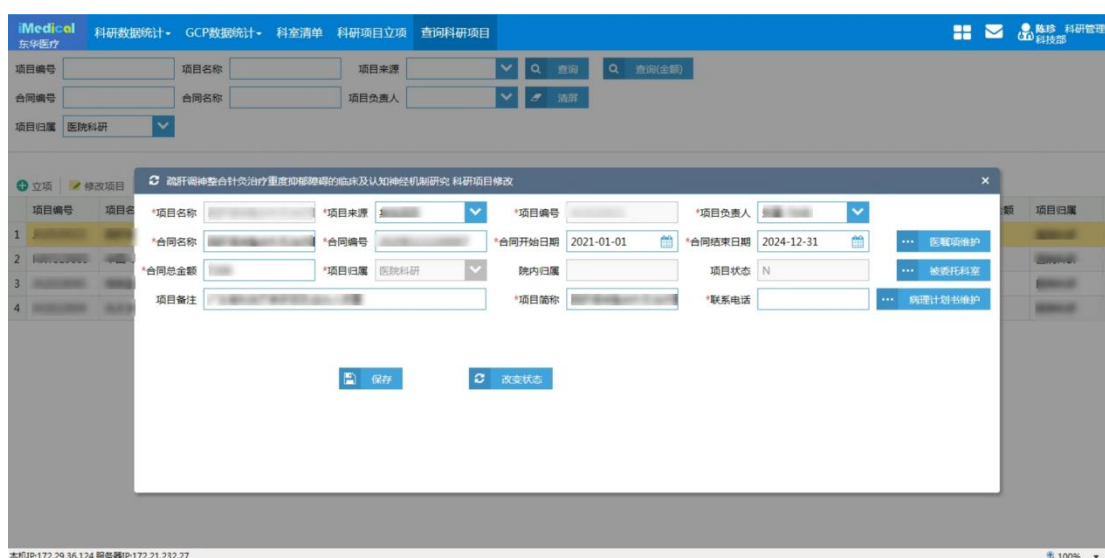 iMedical 科研数据统计 GCP数据统计 科室清单 科研项目立项 查询科研项目 陈珍 科研管理
东华医疗 科技部
项目编号 项目名称 项目来源 查询 查询(金额)
合同编号 合同名称 项目负责人 清屏
项目归属 医院科研
立项 修改项目 疏肝调神整合针灸治疗重度抑郁障碍的临床及认知神经机制研究 科研项目修改 ×
项目编号 项目名 额 项目归属
*项目名称 *项目来源 *项目编号 *项目负责人
1
*合同名称 *合同编号 *合同开始日期 2021-01-01 *合同结束日期 2024-12-31 ... 医嘱项维护
2
*合同总金额 *项目归属 医院科研 院内归属 项目状态 N ... 被委托科室
3
项目备注 *项目简称 *联系电话 ... 病理计划书维护
4
保存 改变状态
本机IP:172.29.36.124 服务器IP:172.21.232.27 100%